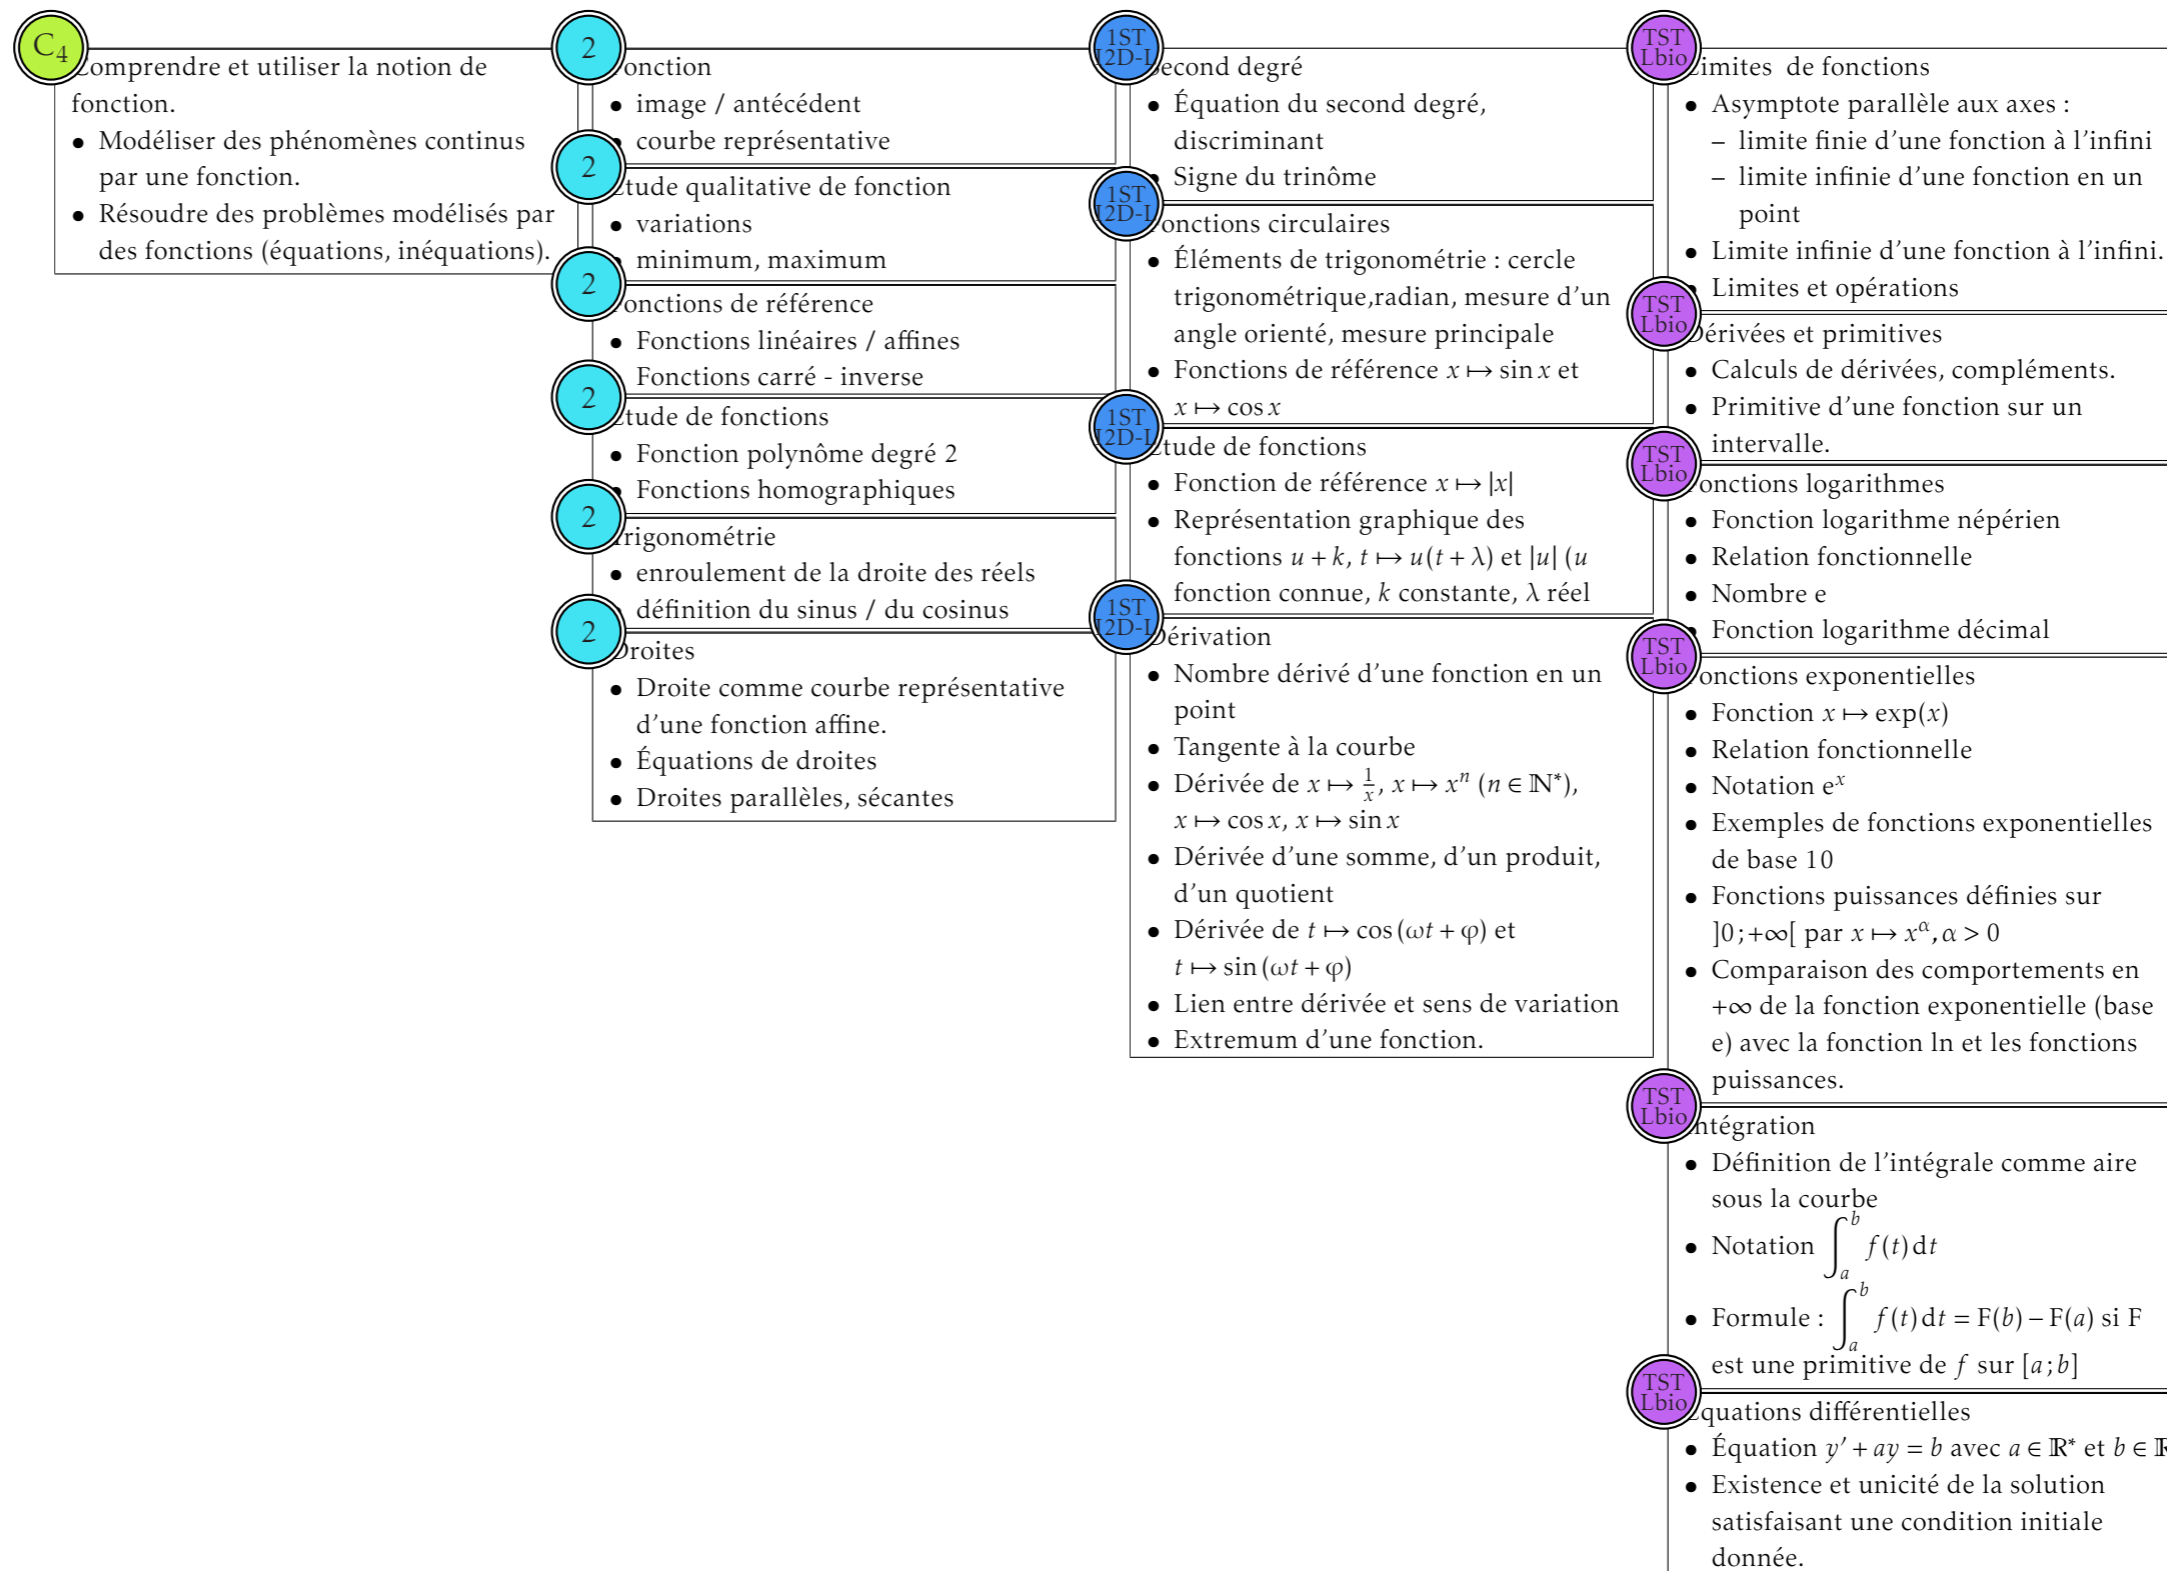 C4
Comprendre et utiliser la notion de
fonction.
• Modéliser des phénomènes continus
par une fonction.
• Résoudre des problèmes modélisés par
des fonctions (équations, inéquations).
2
Fonction
• image / antécédent
• courbe représentative
2
Étude qualitative de fonction
• variations
• minimum, maximum
2
Fonctions de référence
• Fonctions linéaires / affines
• Fonctions carré - inverse
2
Étude de fonctions
• Fonction polynôme degré 2
• Fonctions homographiques
2
Trigonométrie
• enroulement de la droite des réels
• définition du sinus / du cosinus
2
Droites
• Droite comme courbe représentative
d'une fonction affine.
• Équations de droites
• Droites parallèles, sécantes
1ST
I2D-L
Second degré
• Équation du second degré,
discriminant
• Signe du trinôme
1ST
I2D-L
Fonctions circulaires
• Éléments de trigonométrie : cercle
trigonométrique,radian, mesure d'un
angle orienté, mesure principale
• Fonctions de référence x ↦ sin x et
x ↦ cos x
1ST
I2D-L
Étude de fonctions
• Fonction de référence x ↦ |x|
• Représentation graphique des
fonctions u + k, t ↦ u(t + λ) et |u| (u
fonction connue, k constante, λ réel
1ST
I2D-L
Dérivation
• Nombre dérivé d'une fonction en un
point
• Tangente à la courbe
• Dérivée de x ↦ 1/x, x ↦ xⁿ (n ∈ ℕ*),
x ↦ cos x, x ↦ sin x
• Dérivée d'une somme, d'un produit,
d'un quotient
• Dérivée de t ↦ cos (ωt + φ) et
t ↦ sin (ωt + φ)
• Lien entre dérivée et sens de variation
• Extremum d'une fonction.
TST
Lbio
Limites de fonctions
• Asymptote parallèle aux axes :
– limite finie d'une fonction à l'infini
– limite infinie d'une fonction en un
point
• Limite infinie d'une fonction à l'infini.
• Limites et opérations
TST
Lbio
Dérivées et primitives
• Calculs de dérivées, compléments.
• Primitive d'une fonction sur un
intervalle.
TST
Lbio
Fonctions logarithmes
• Fonction logarithme népérien
• Relation fonctionnelle
• Nombre e
• Fonction logarithme décimal
TST
Lbio
Fonctions exponentielles
• Fonction x ↦ exp(x)
• Relation fonctionnelle
• Notation eˣ
• Exemples de fonctions exponentielles
de base 10
• Fonctions puissances définies sur
]0 ; +∞[ par x ↦ x^α, α > 0
• Comparaison des comportements en
+∞ de la fonction exponentielle (base
e) avec la fonction ln et les fonctions
puissances.
TST
Lbio
Intégration
• Définition de l'intégrale comme aire
sous la courbe
• Notation ∫_a^b f(t) dt
• Formule : ∫_a^b f(t) dt = F(b) – F(a) si F
est une primitive de f sur [a ; b]
TST
Lbio
Équations différentielles
• Équation y′ + ay = b avec a ∈ ℝ* et b ∈ ℝ
• Existence et unicité de la solution
satisfaisant une condition initiale
donnée.